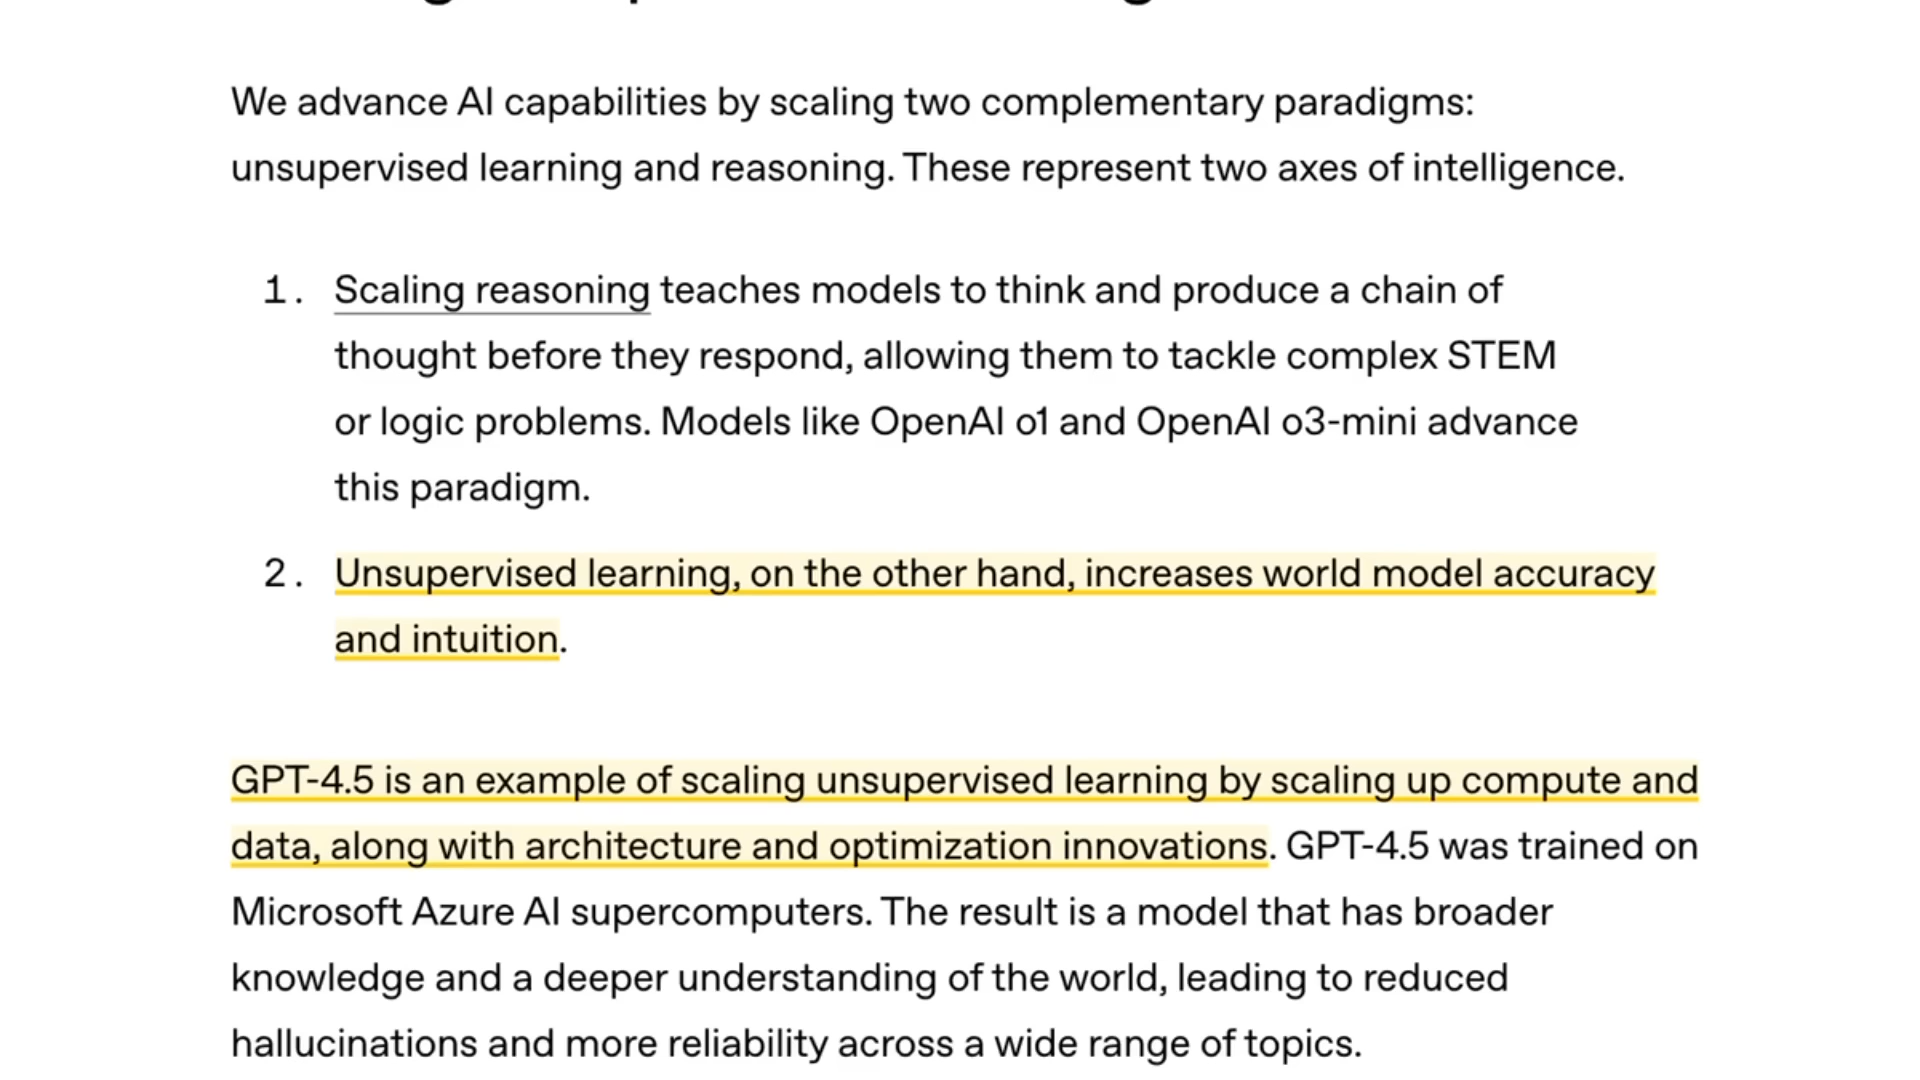 We advance AI capabilities by scaling two complementary paradigms:
unsupervised learning and reasoning. These represent two axes of intelligence.
1. Scaling reasoning teaches models to think and produce a chain of
thought before they respond, allowing them to tackle complex STEM
or logic problems. Models like OpenAI o1 and OpenAI o3-mini advance
this paradigm.
2. Unsupervised learning, on the other hand, increases world model accuracy
and intuition.
GPT-4.5 is an example of scaling unsupervised learning by scaling up compute and
data, along with architecture and optimization innovations. GPT-4.5 was trained on
Microsoft Azure AI supercomputers. The result is a model that has broader
knowledge and a deeper understanding of the world, leading to reduced
hallucinations and more reliability across a wide range of topics.